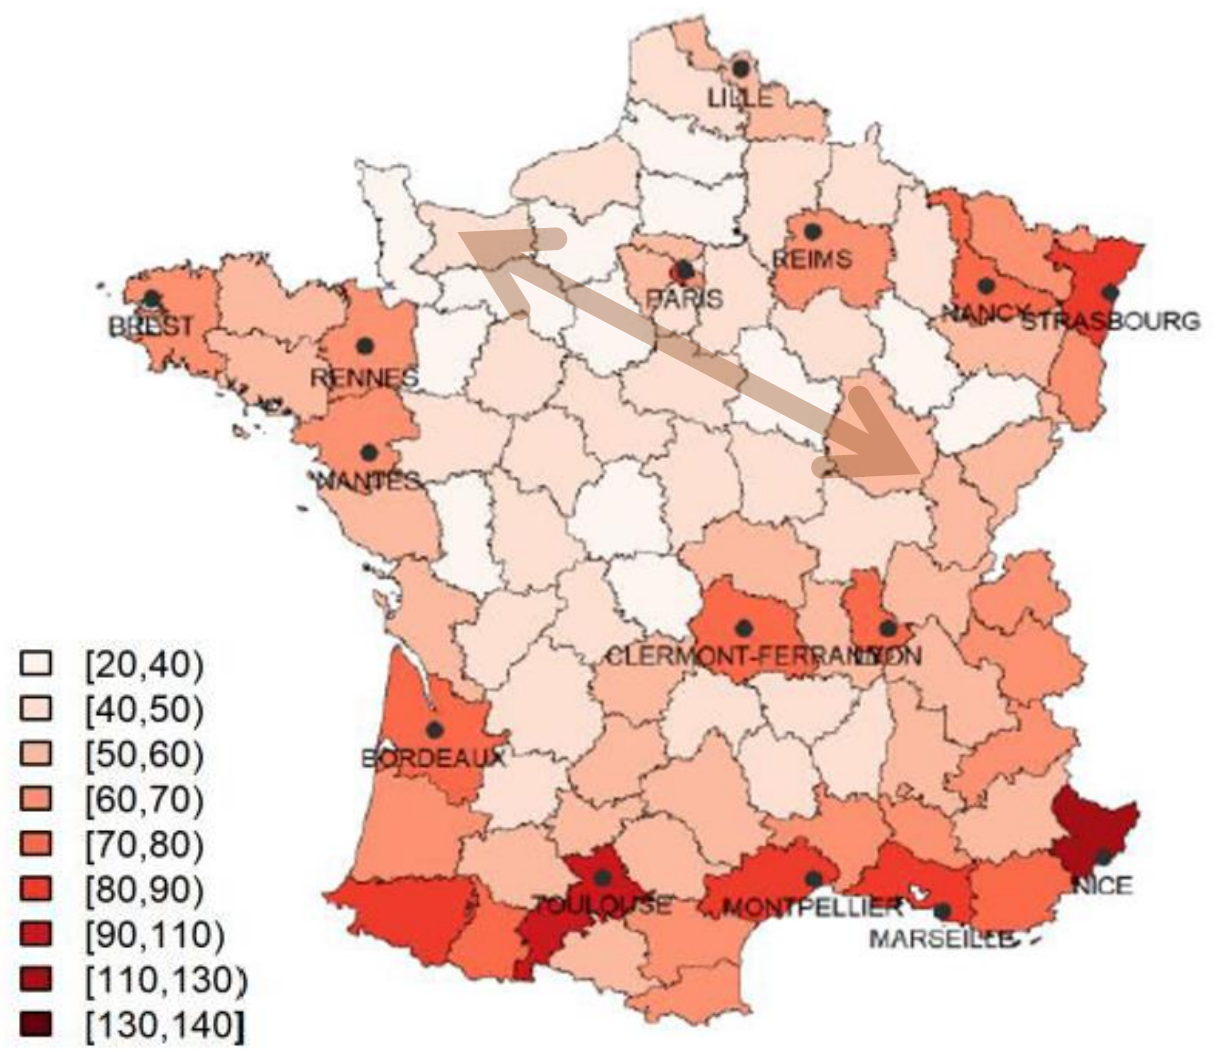 LILLE
REIMS
PARIS
NANCY
STRASBOURG
BREST
RENNES
NANTES
CLERMONT-FERRAND
LYON
BORDEAUX
TOULOUSE
MONTPELLIER
MARSEILLE
NICE
[20,40)
[40,50)
[50,60)
[60,70)
[70,80)
[80,90)
[90,110)
[110,130)
[130,140]